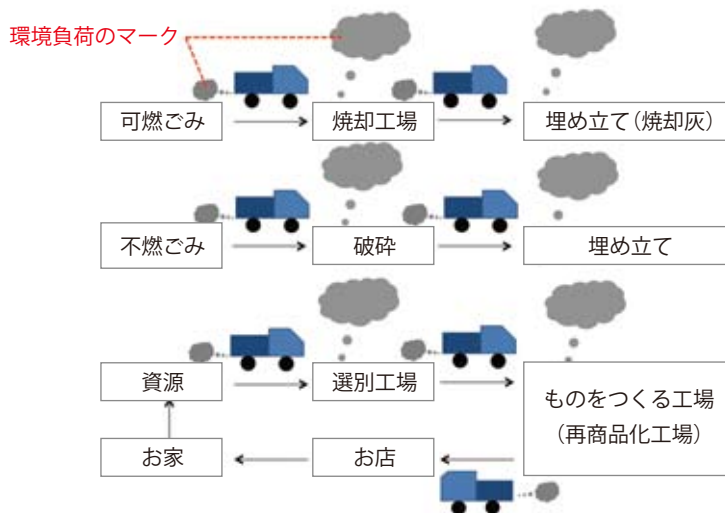 環境負荷のマーク
可燃ごみ
焼却工場
埋め立て（焼却灰）
不燃ごみ
破砕
埋め立て
資源
選別工場
ものをつくる工場
（再商品化工場）
お家
お店